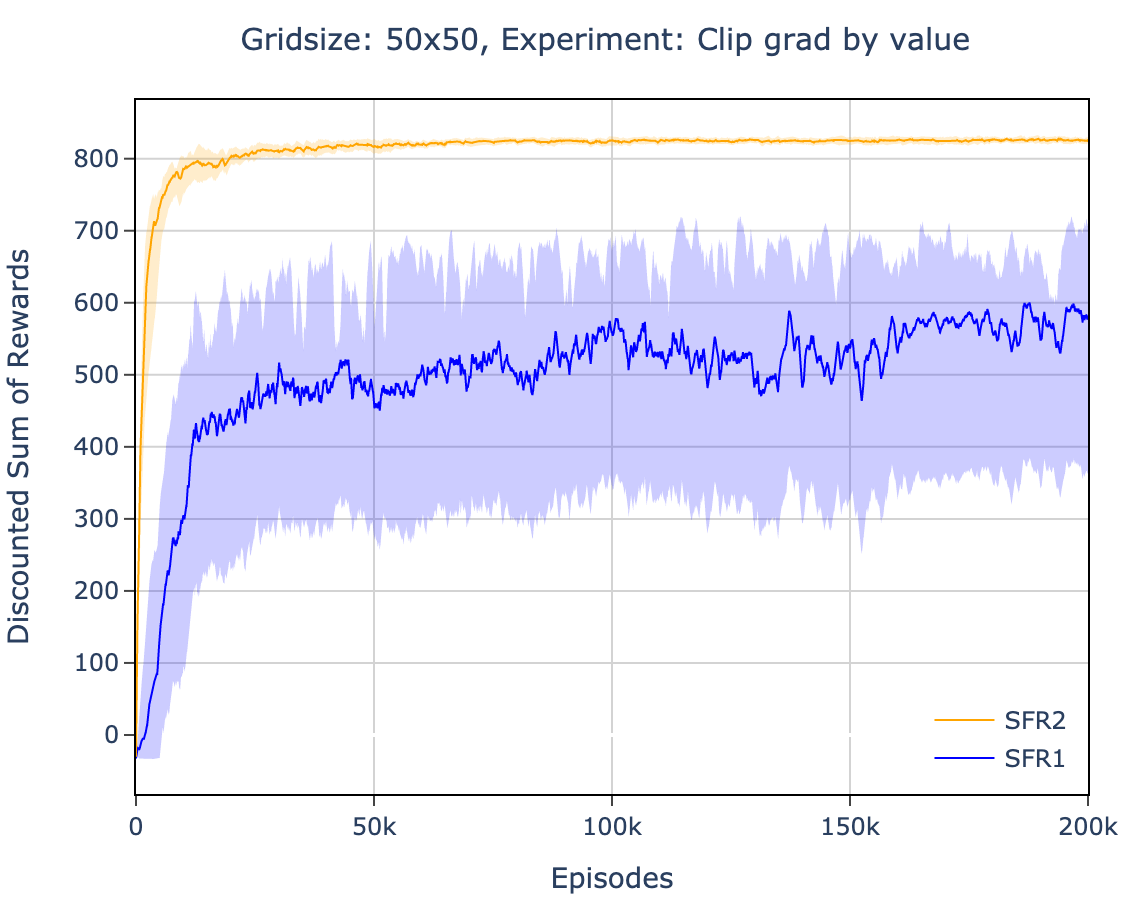 Gridsize: 50x50, Experiment: Clip grad by value
Discounted Sum of Rewards
800
700
600
500
400
300
200
100
0
SFR2
SFR1
0
50k
100k
150k
200k
Episodes